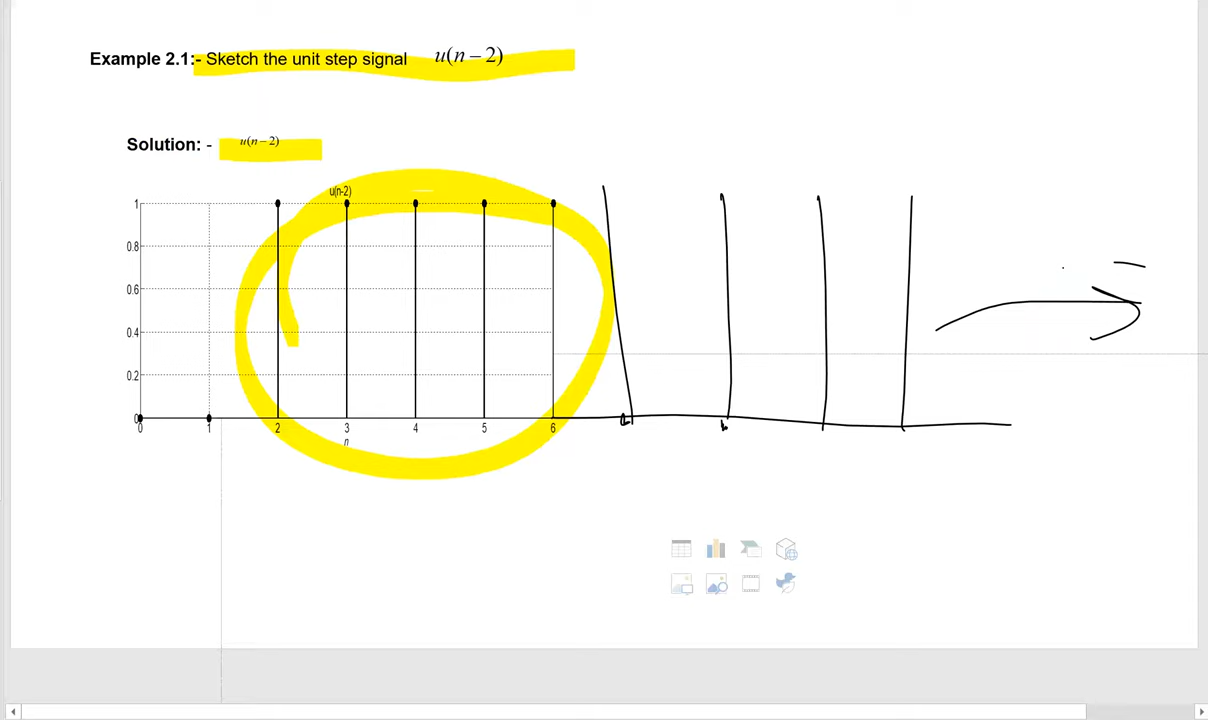 Example 2.1:- Sketch the unit step signal u(n – 2)
Solution: - u(n – 2)
u(n-2)
1
0.8
0.6
0.4
0.2
0
0 1 2 3 4 5 6
n